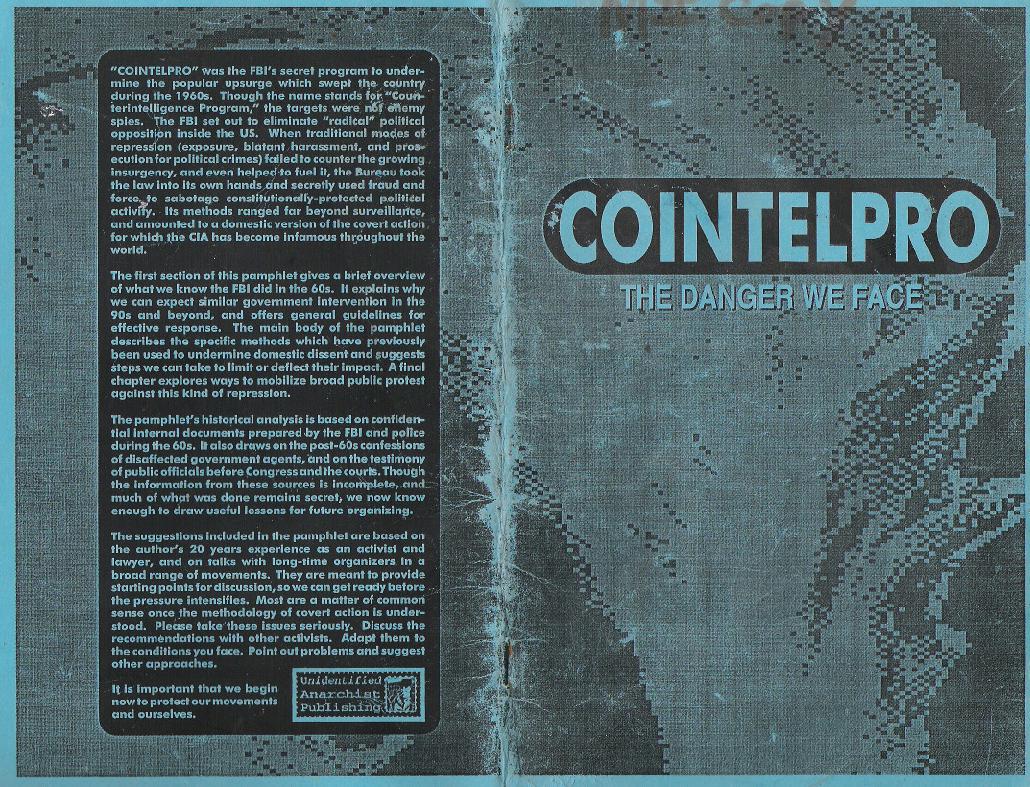 "COINTELPRO" was the FBI's secret program to under-
mine the popular upsurge which swept the country
during the 1960s. Though the name stands for "Coun-
terintelligence Program," the targets were not enemy
spies. The FBI set out to eliminate "radical" political
opposition inside the US. When traditional modes of
repression (exposure, blatant harassment, and pros-
ecution for political crimes) failed to counter the growing
insurgency, and even helped to fuel it, the Bureau took
the law into its own hands and secretly used fraud and
force to sabotage constitutionally-protected political
activity. Its methods ranged far beyond surveillance,
and amounted to a domestic version of the covert action
for which the CIA has become infamous throughout the
world.
The first section of this pamphlet gives a brief overview
of what we know the FBI did in the 60s. It explains why
we can expect similar government intervention in the
90s and beyond, and offers general guidelines for
effective response. The main body of the pamphlet
describes the specific methods which have previously
been used to undermine domestic dissent and suggests
steps we can take to limit or deflect their impact. A final
chapter explores ways to mobilize broad public protest
against this kind of repression.
The pamphlet's historical analysis is based on confiden-
tial internal documents prepared by the FBI and police
during the 60s. It also draws on the post-60s confessions
of disaffected government agents, and on the testimony
of public officials before Congress and the courts. Though
the information from these sources is incomplete, and
much of what was done remains secret, we now know
enough to draw useful lessons for future organizing.
The suggestions included in the pamphlet are based on
the author's 20 years experience as an activist and
lawyer, and on talks with long-time organizers in a
broad range of movements. They are meant to provide
starting points for discussion, so we can get ready before
the pressure intensifies. Most are a matter of common
sense once the methodology of covert action is under-
stood. Please take these issues seriously. Discuss the
recommendations with other activists. Adapt them to
the conditions you face. Point out problems and suggest
other approaches.
It is important that we begin
now to protect our movements
and ourselves.
Unidentified
Anarchist
Publishing
COINTELPRO
THE DANGER WE FACE